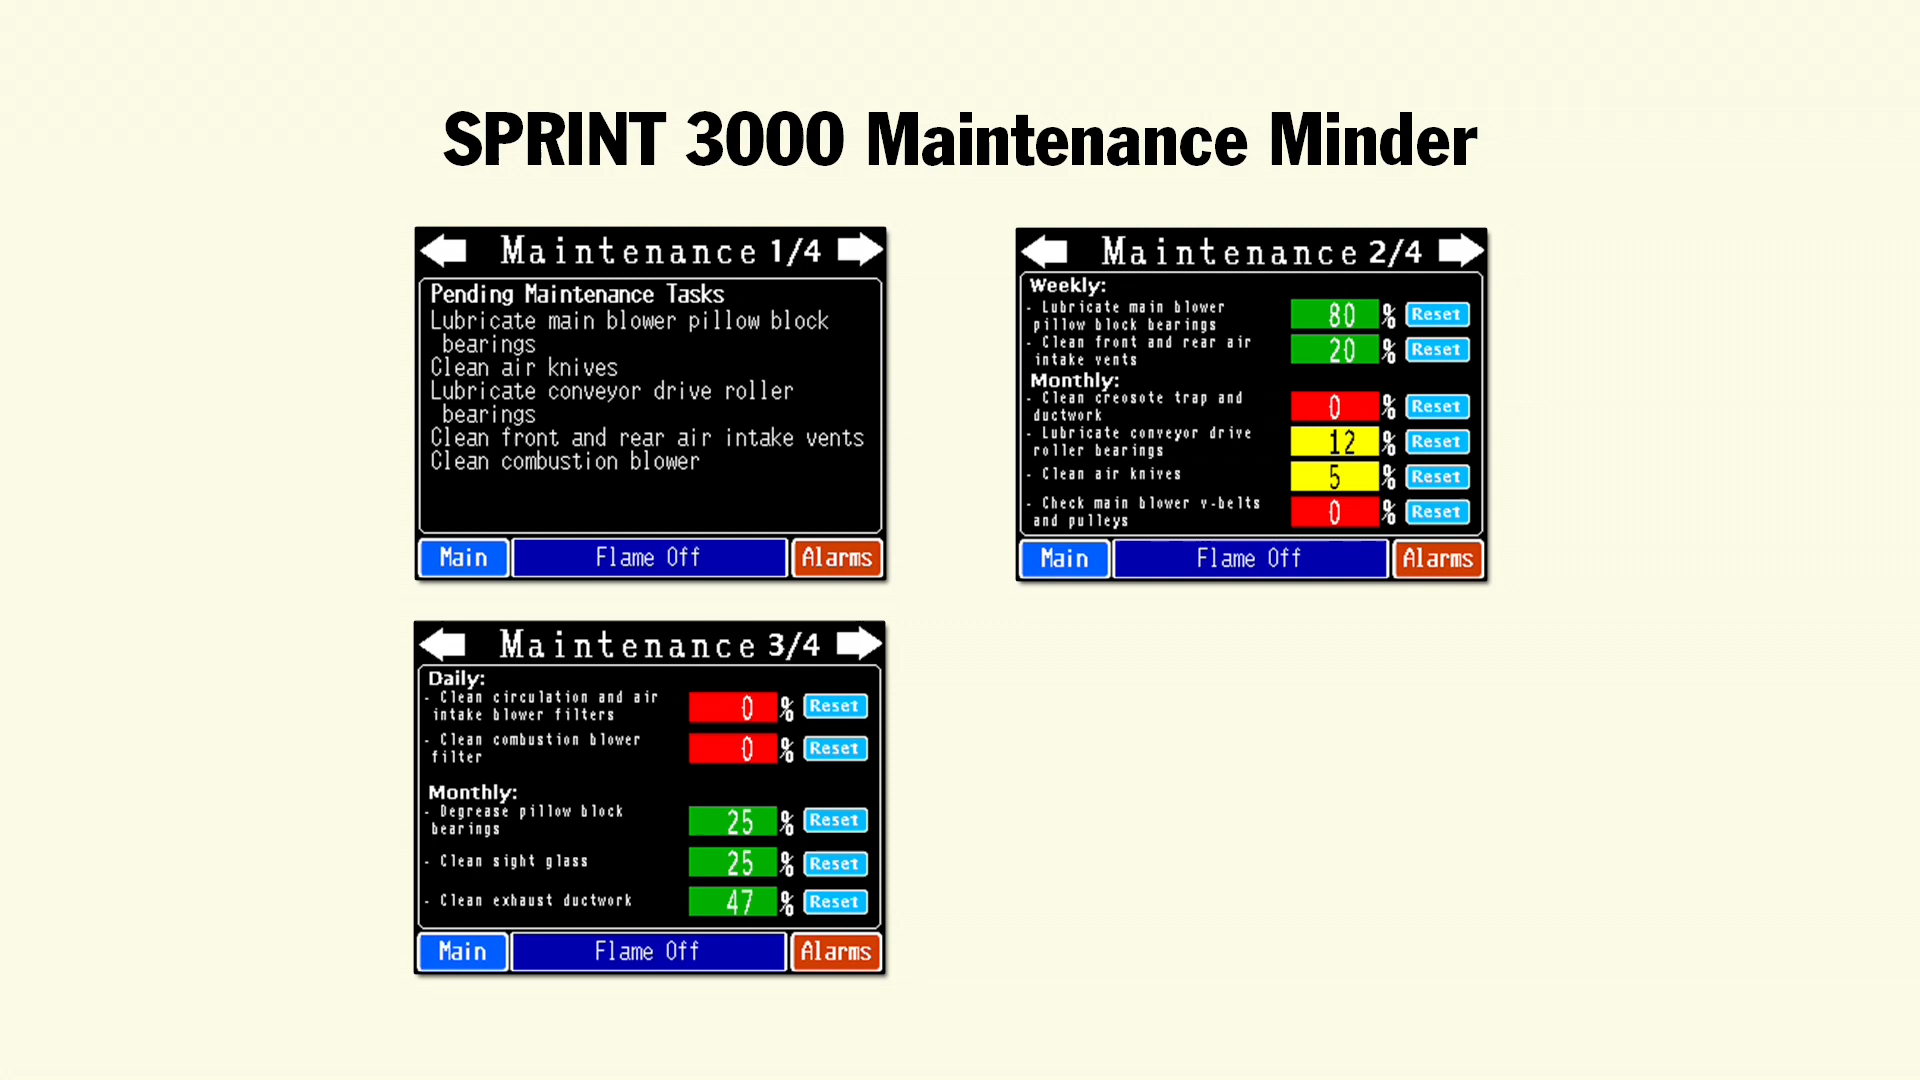 SPRINT 3000 Maintenance Minder
Maintenance 1/4
Pending Maintenance Tasks
Lubricate main blower pillow block
bearings
Clean air knives
Lubricate conveyor drive roller
bearings
Clean front and rear air intake vents
Clean combustion blower
Main Flame Off Alarms
Maintenance 2/4
Weekly:
- Lubricate main blower
pillow block bearings 80 % Reset
- Clean front and rear air
intake vents 20 % Reset
Monthly:
- Clean creosote trap and
ductwork 0 % Reset
- Lubricate conveyor drive
roller bearings 12 % Reset
- Clean air knives 5 % Reset
- Check main blower v-belts
and pulleys 0 % Reset
Main Flame Off Alarms
Maintenance 3/4
Daily:
- Clean circulation and air
intake blower filters 0 % Reset
- Clean combustion blower
filter 0 % Reset
Monthly:
- Degrease pillow block
bearings 25 % Reset
- Clean sight glass 25 % Reset
- Clean exhaust ductwork 47 % Reset
Main Flame Off Alarms